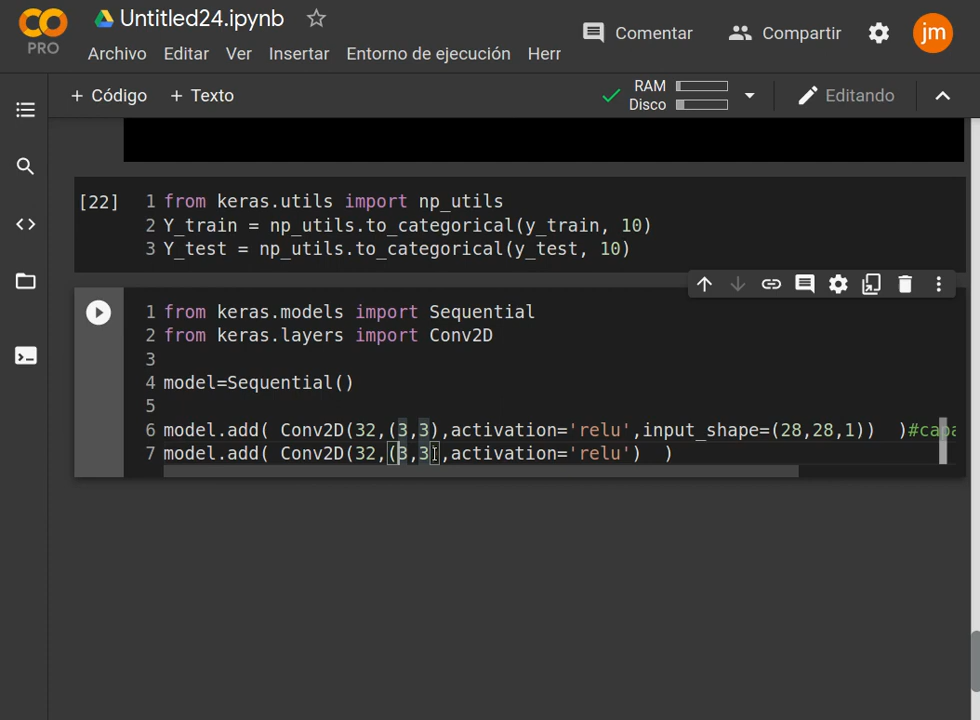 Untitled24.ipynb
PRO
Archivo Editar Ver Insertar Entorno de ejecución Herr
Comentar Compartir jm
+ Código + Texto
RAM
Disco
Editando
[22]
1 from keras.utils import np_utils
2 Y_train = np_utils.to_categorical(y_train, 10)
3 Y_test = np_utils.to_categorical(y_test, 10)
1 from keras.models import Sequential
2 from keras.layers import Conv2D
3
4 model=Sequential()
5
6 model.add( Conv2D(32,(3,3),activation='relu',input_shape=(28,28,1))  )#capa
7 model.add( Conv2D(32,(3,3),activation='relu')  )